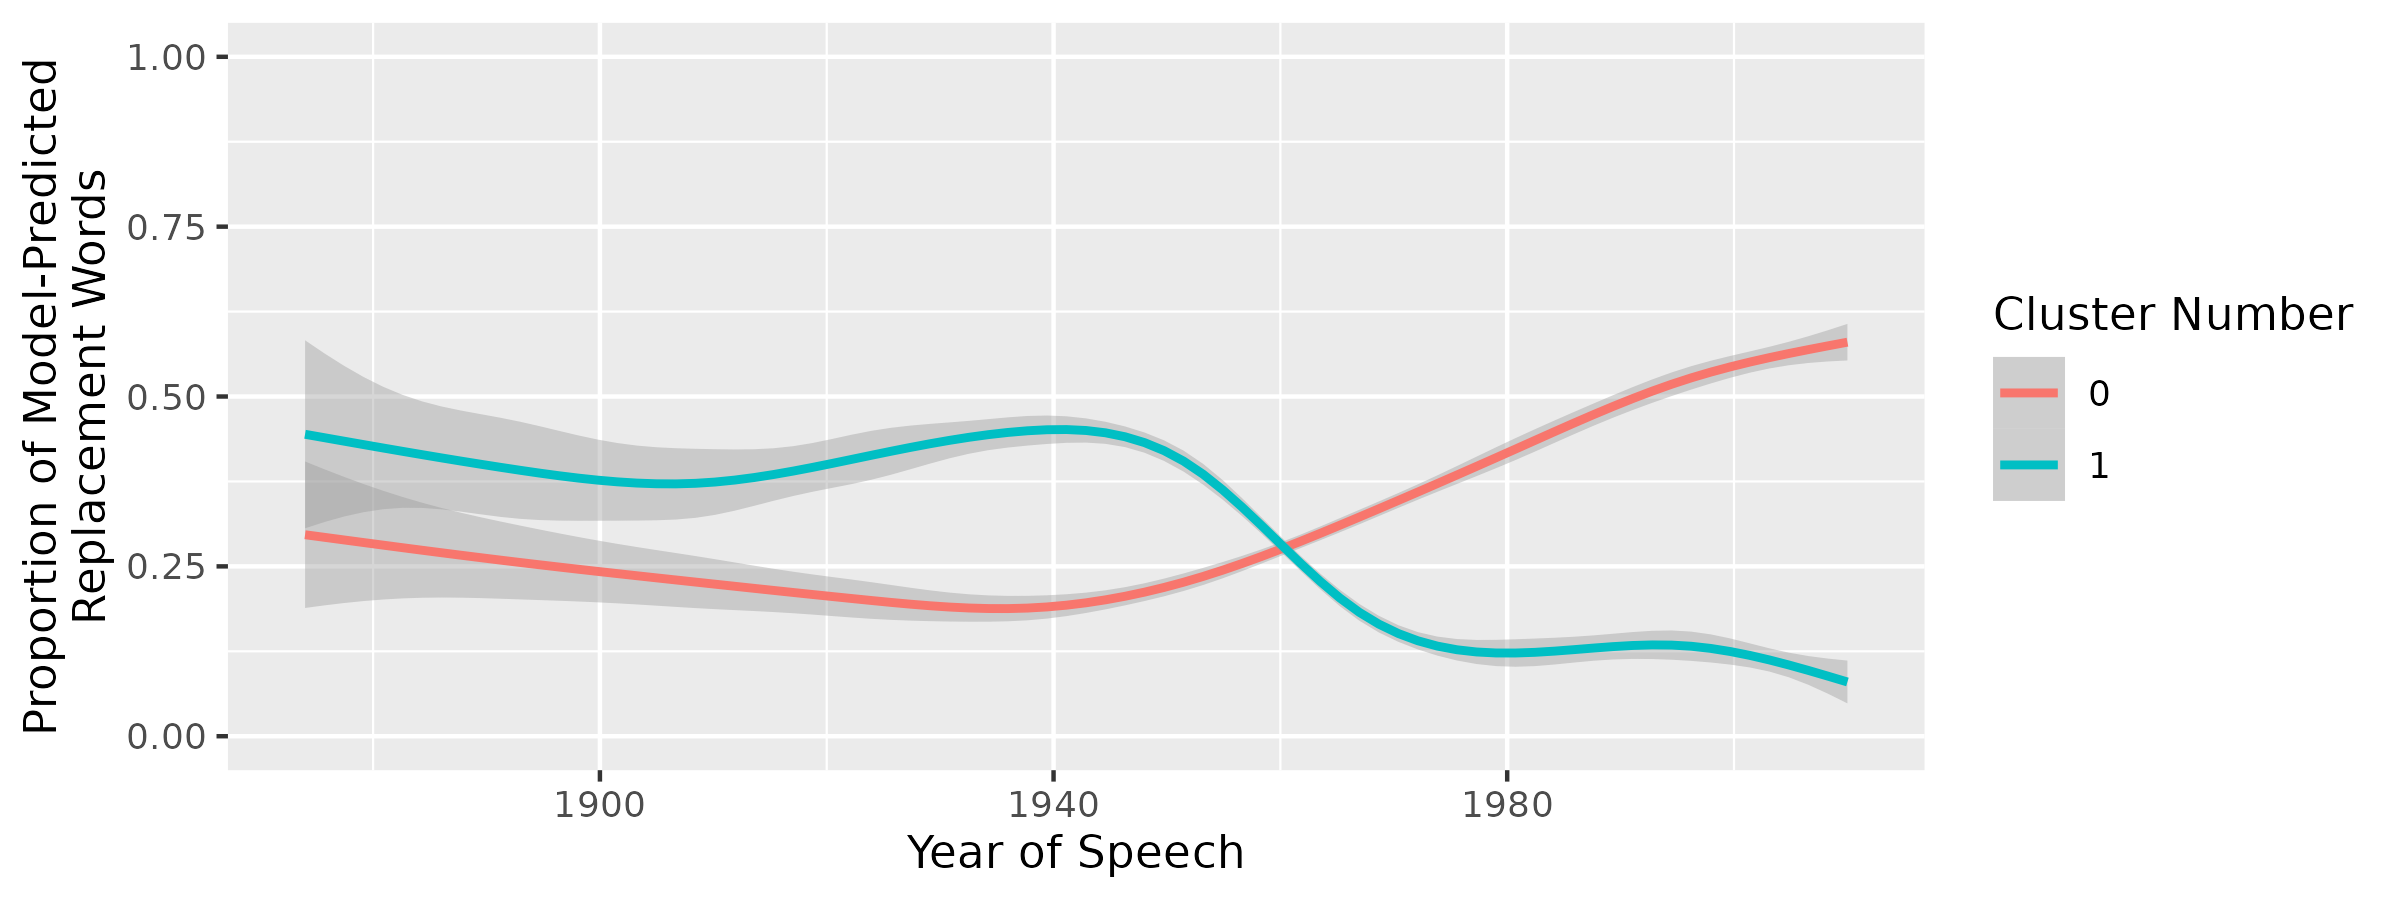 Proportion of Model-Predicted
Replacement Words
1.00
0.75
0.50
0.25
0.00
1900
1940
1980
Year of Speech
Cluster Number
0
1